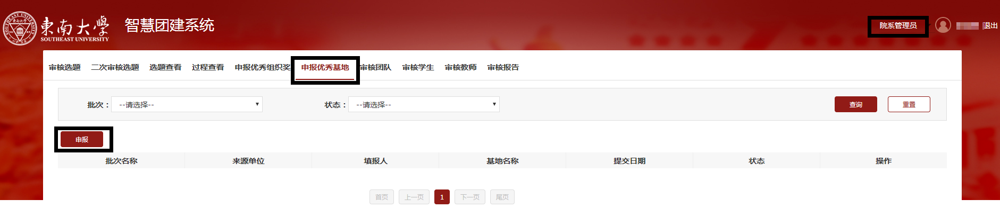 東南大學
SOUTHEAST UNIVERSITY
智慧团建系统
院系管理员
退出
审核选题 二次审核选题 选题查看 过程查看 申报优秀组织奖 申报优秀基地 审核团队 审核学生 审核教师 审核报告
批次： --请选择-- 状态： --请选择-- 查询 重置
申报
批次名称 来源单位 填报人 基地名称 提交日期 状态 操作
首页 上一页 1 下一页 尾页